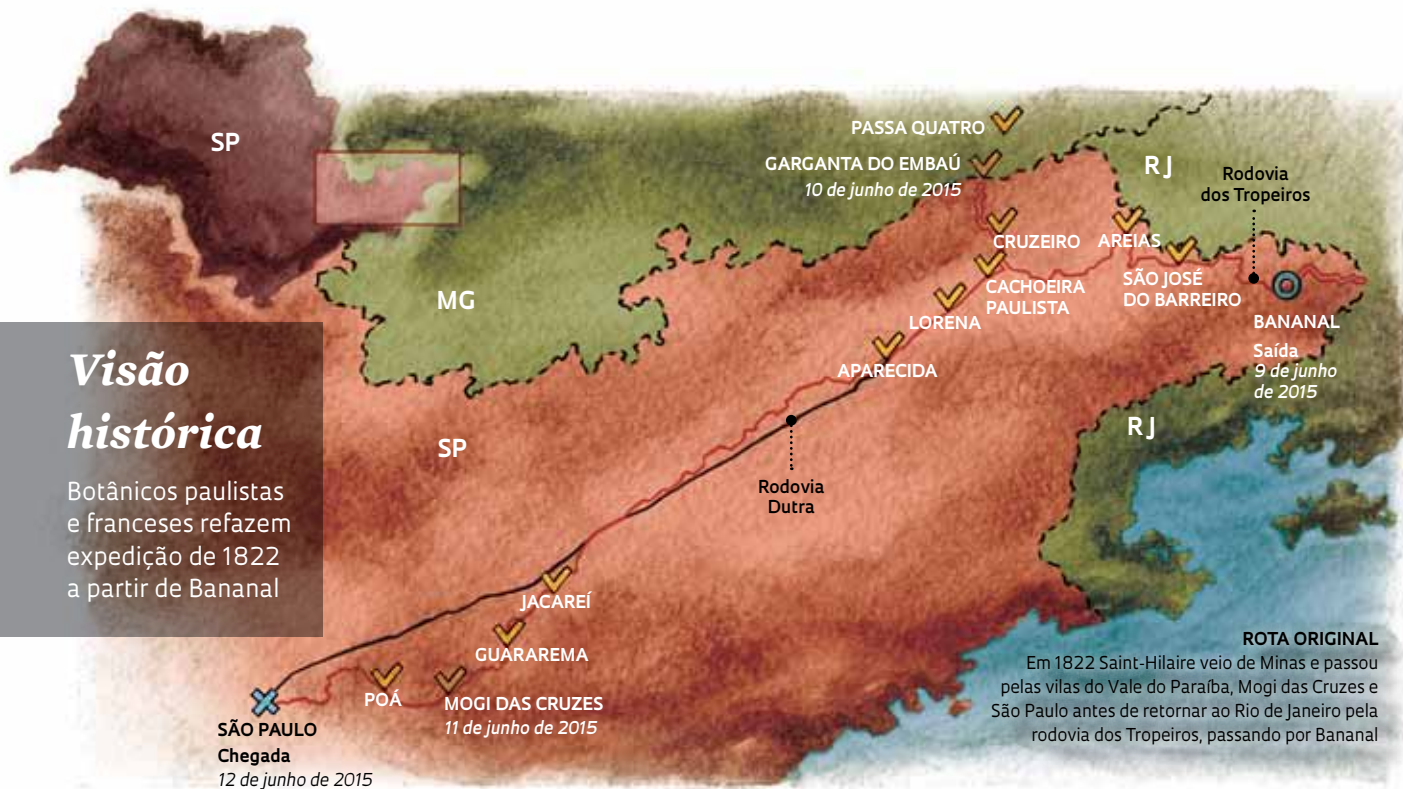 SP
MG
SP
RJ
RJ
Visão
histórica
Botânicos paulistas
e franceses refazem
expedição de 1822
a partir de Bananal
PASSA QUATRO
GARGANTA DO EMBAÚ
10 de junho de 2015
CRUZEIRO
AREIAS
Rodovia
dos Tropeiros
CACHOEIRA
PAULISTA
SÃO JOSÉ
DO BARREIRO
BANANAL
Saída
9 de junho
de 2015
LORENA
APARECIDA
Rodovia
Dutra
JACAREÍ
GUARAREMA
POÁ
MOGI DAS CRUZES
11 de junho de 2015
SÃO PAULO
Chegada
12 de junho de 2015
ROTA ORIGINAL
Em 1822 Saint-Hilaire veio de Minas e passou
pelas vilas do Vale do Paraíba, Mogi das Cruzes e
São Paulo antes de retornar ao Rio de Janeiro pela
rodovia dos Tropeiros, passando por Bananal